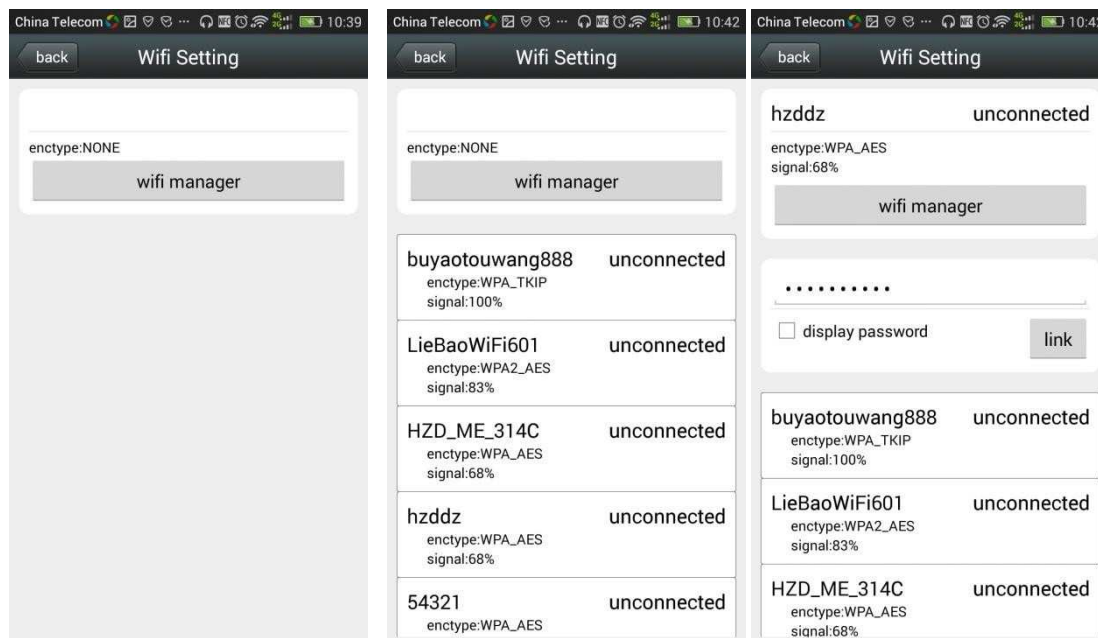 China Telecom 10:39
back Wifi Setting
enctype:NONE
wifi manager
China Telecom 10:42
back Wifi Setting
enctype:NONE
wifi manager
buyaotouwang888 unconnected
enctype:WPA_TKIP
signal:100%
LieBaoWiFi601 unconnected
enctype:WPA2_AES
signal:83%
HZD_ME_314C unconnected
enctype:WPA_AES
signal:68%
hzddz unconnected
enctype:WPA_AES
signal:68%
54321 unconnected
enctype:WPA_AES
China Telecom
back Wifi Setting
hzddz unconnected
enctype:WPA_AES
signal:68%
wifi manager
••••••••••
display password
link
buyaotouwang888 unconnected
enctype:WPA_TKIP
signal:100%
LieBaoWiFi601 unconnected
enctype:WPA2_AES
signal:83%
HZD_ME_314C unconnected
enctype:WPA_AES
signal:68%